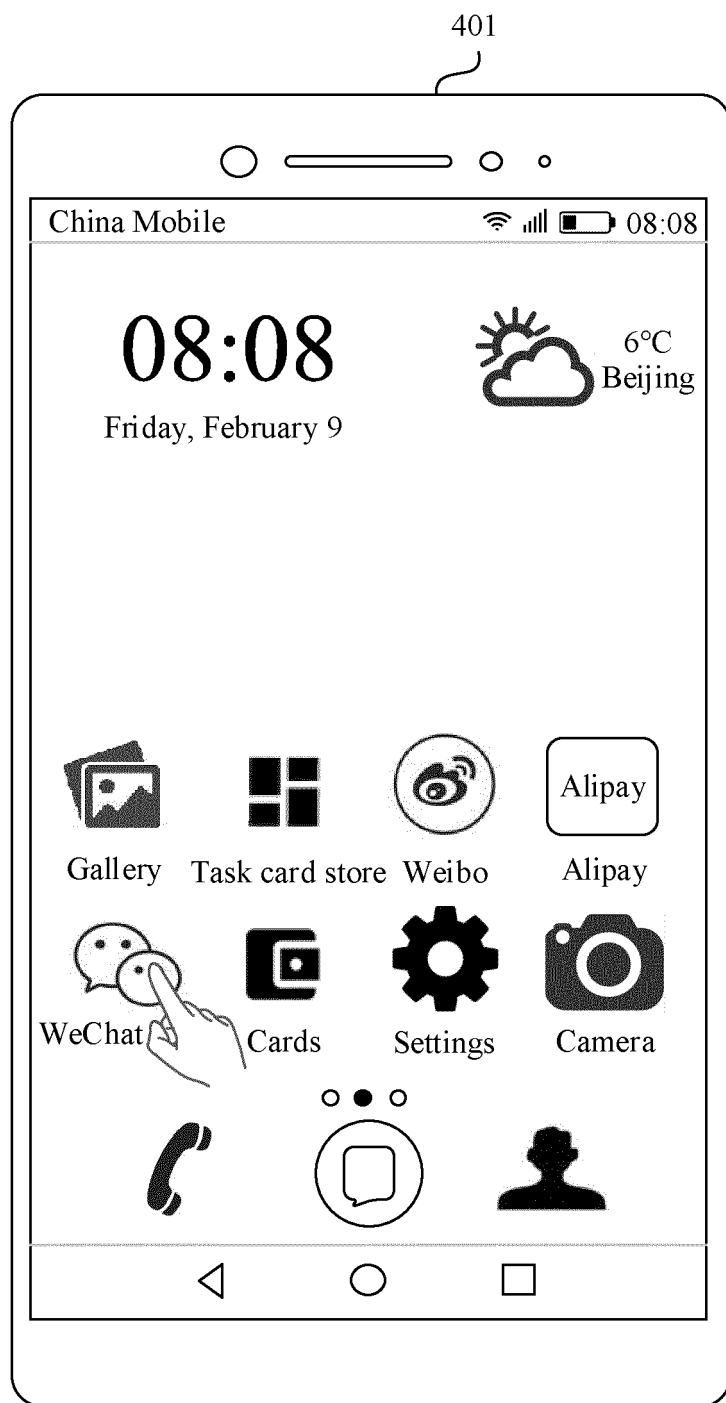 401
China Mobile 08:08
08:08
6°C
Beijing
Friday, February 9
Alipay
Gallery Task card store Weibo Alipay
WeChat Cards Settings Camera